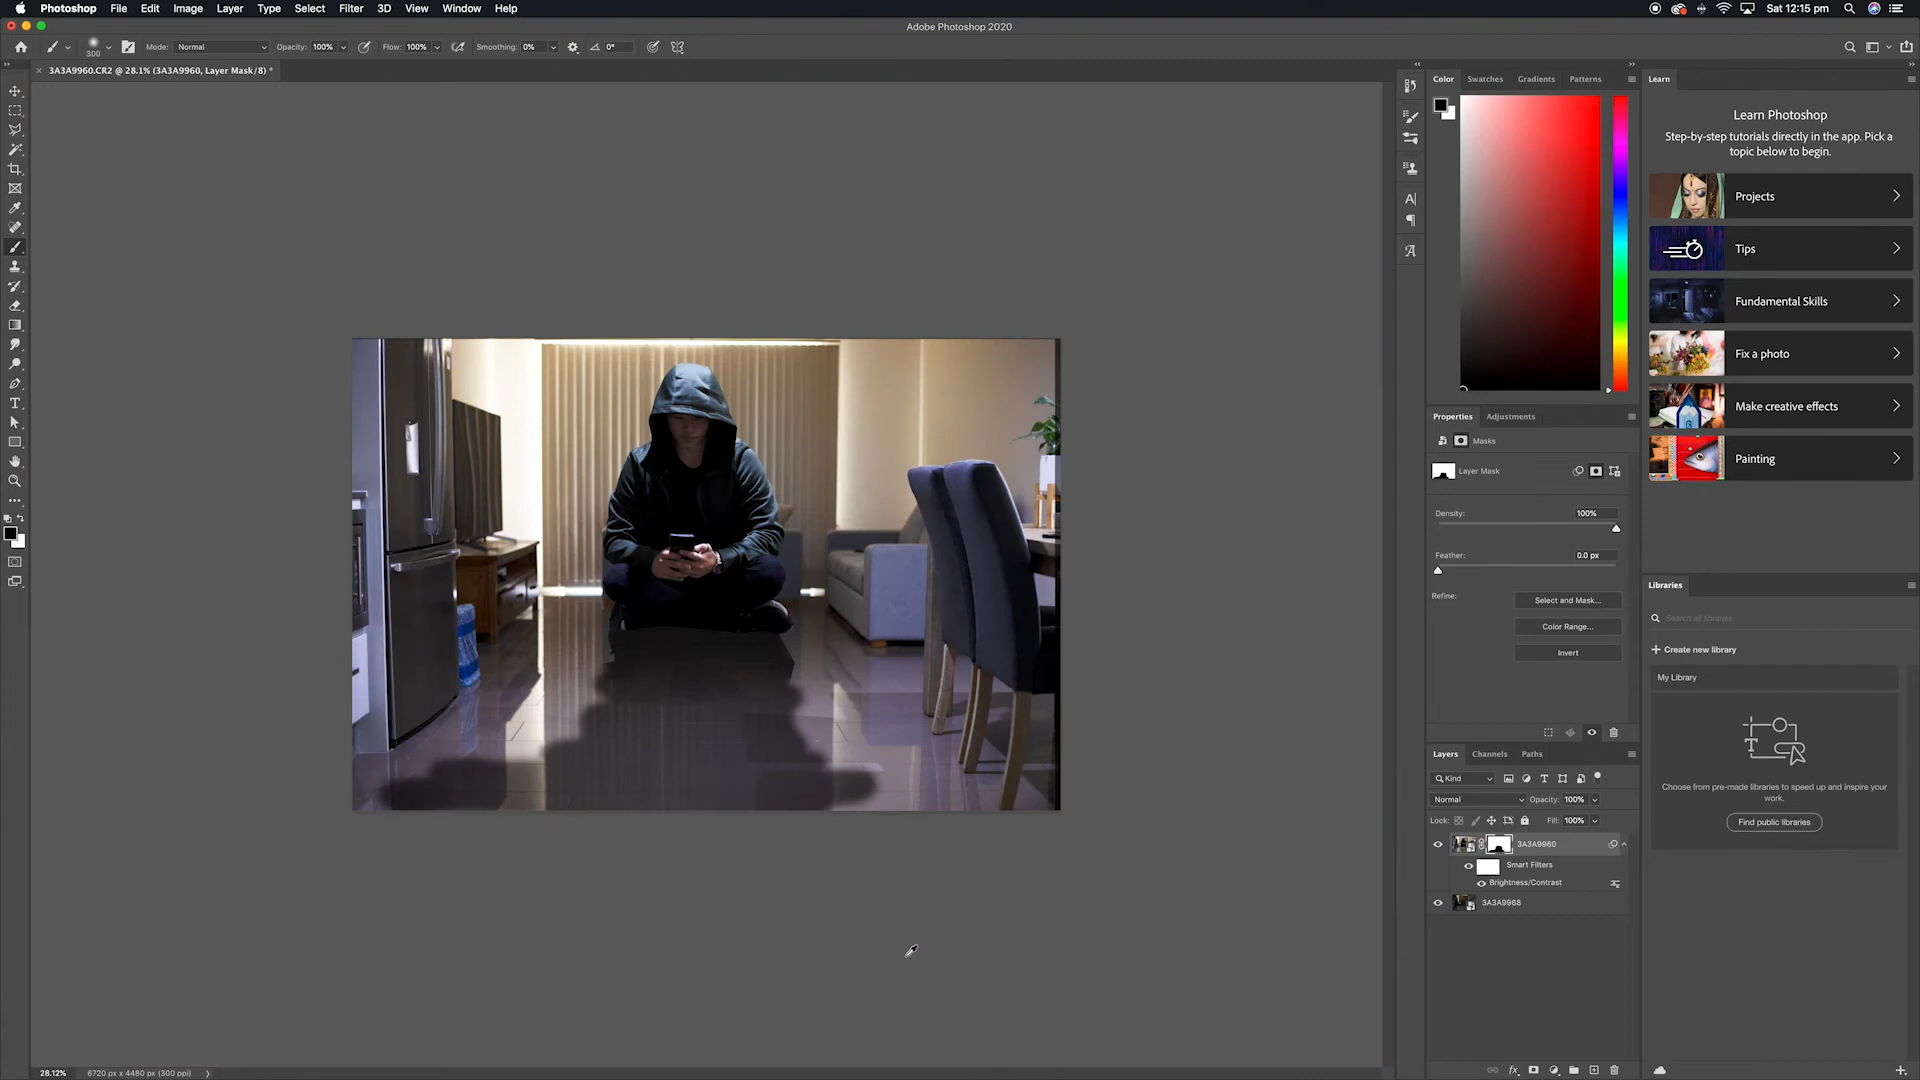 Photoshop File Edit Image Layer Type Select Filter 3D View Window Help Sat 12:15 pm
Adobe Photoshop 2020
300 Mode: Normal Opacity: 100% Flow: 100% Smoothing: 0% 0°
3A3A9960.CR2 @ 28.1% (3A3A9960, Layer Mask/8) *
Color Swatches Gradients Patterns
Learn
Learn Photoshop
Step-by-step tutorials directly in the app. Pick a
topic below to begin.
Projects
Tips
Fundamental Skills
Fix a photo
Make creative effects
Painting
Properties Adjustments
Masks
Layer Mask
Density: 100%
Feather: 0.0 px
Refine: Select and Mask...
Color Range...
Invert
Libraries
Search all libraries
Create new library
My Library
Choose from pre-made libraries to speed up and inspire your
work.
Find public libraries
Layers Channels Paths
Kind
Normal Opacity: 100%
Lock: Fill: 100%
3A3A9960
Smart Filters
Brightness/Contrast
3A3A9968
28.12% 6720 px x 4480 px (300 ppi)